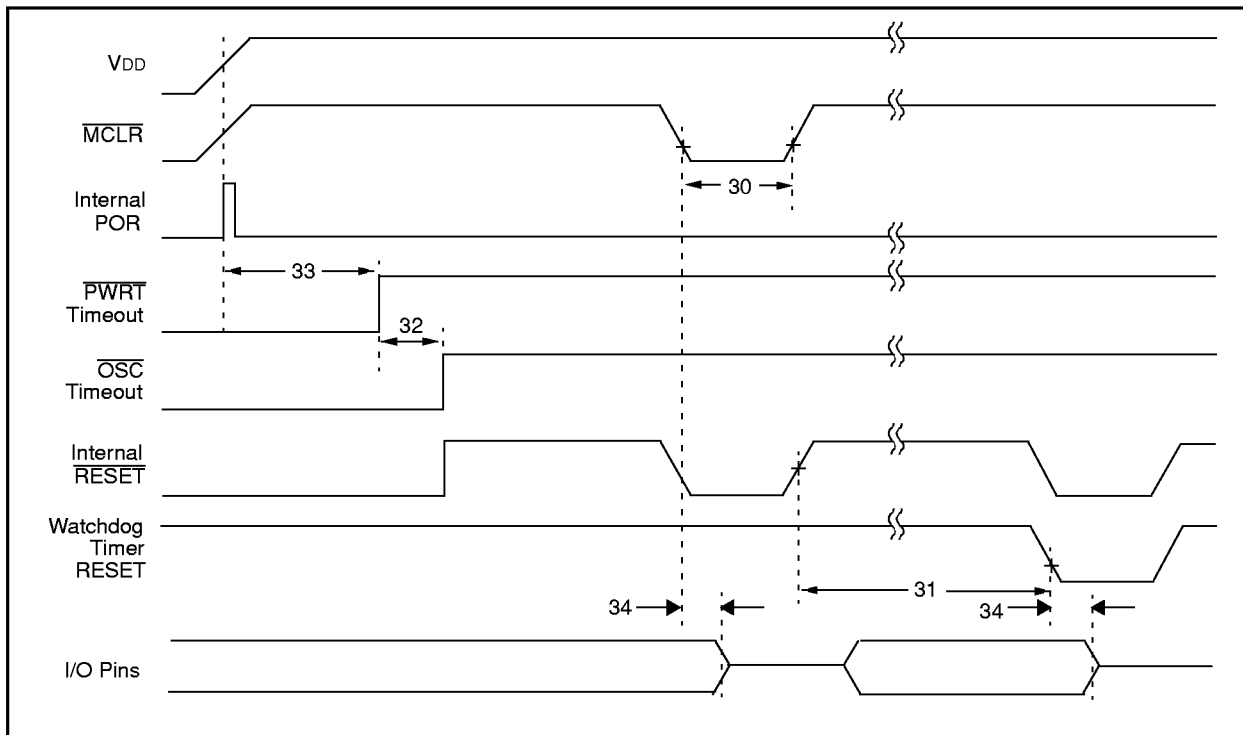 VDD
MCLR
30
Internal
POR
33
PWRT
Timeout
32
OSC
Timeout
Internal
RESET
Watchdog
Timer
RESET
31
34
34
I/O Pins